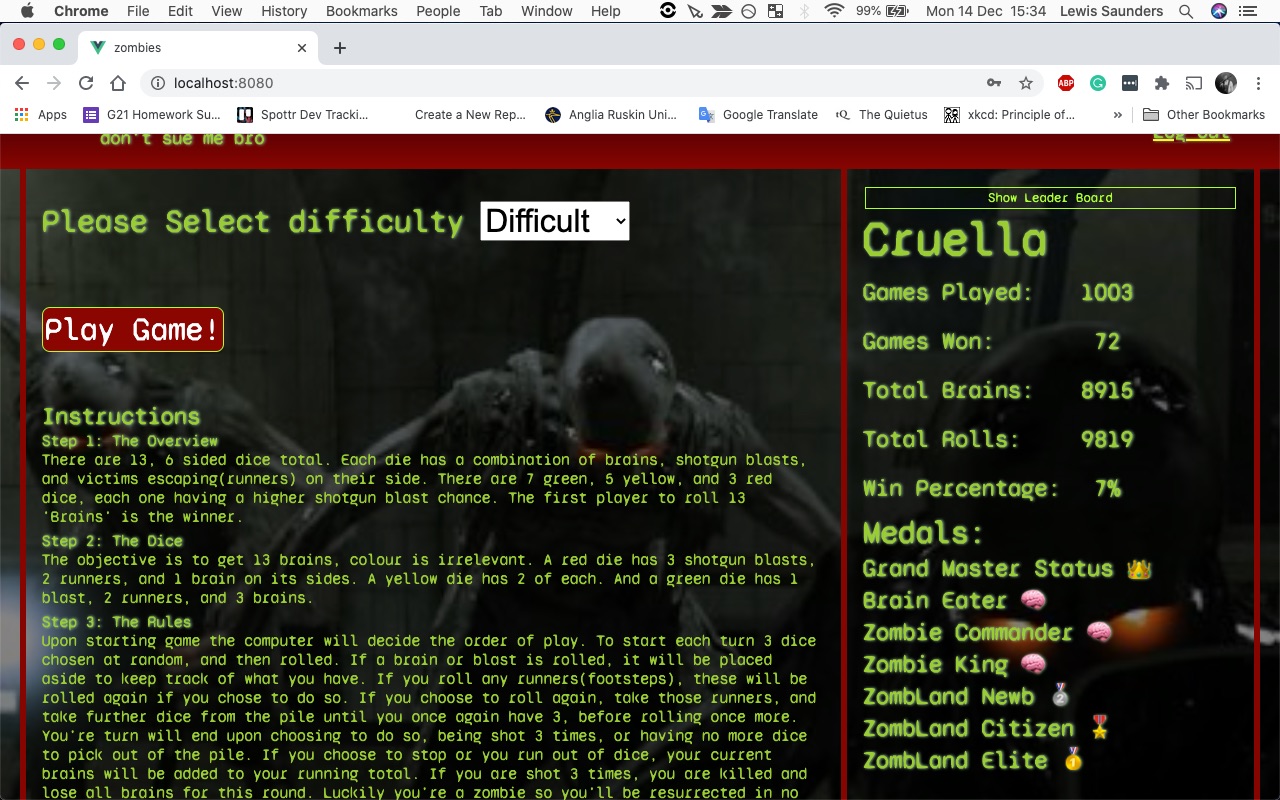 Chrome File Edit View History Bookmarks People Tab Window Help 99% Mon 14 Dec 15:34 Lewis Saunders
zombies
localhost:8080
ABP
Apps G21 Homework Su... Spottr Dev Tracki... Create a New Rep... Anglia Ruskin Uni... Google Translate The Quietus xkcd: Principle of... » Other Bookmarks
don't sue me bro
Log out
Please Select difficulty Difficult
Play Game!
Instructions
Step 1: The Overview
There are 13, 6 sided dice total. Each die has a combination of brains, shotgun blasts,
and victims escaping(runners) on their side. There are 7 green, 5 yellow, and 3 red
dice, each one having a higher shotgun blast chance. The first player to roll 13
'Brains' is the winner.
Step 2: The Dice
The objective is to get 13 brains, colour is irrelevant. A red die has 3 shotgun blasts,
2 runners, and 1 brain on its sides. A yellow die has 2 of each. And a green die has 1
blast, 2 runners, and 3 brains.
Step 3: The Rules
Upon starting game the computer will decide the order of play. To start each turn 3 dice
chosen at random, and then rolled. If a brain or blast is rolled, it will be placed
aside to keep track of what you have. If you roll any runners(footsteps), these will be
rolled again if you chose to do so. If you choose to roll again, take those runners, and
take further dice from the pile until you once again have 3, before rolling once more.
You're turn will end upon choosing to do so, being shot 3 times, or having no more dice
to pick out of the pile. If you choose to stop or you run out of dice, your current
brains will be added to your running total. If you are shot 3 times, you are killed and
lose all brains for this round. Luckily you're a zombie so you'll be resurrected in no
Show Leader Board
Cruella
Games Played: 1003
Games Won: 72
Total Brains: 8915
Total Rolls: 9819
Win Percentage: 7%
Medals:
Grand Master Status 👑
Brain Eater 🧠
Zombie Commander 🧠
Zombie King 🧠
ZombLand Newb 🥈
ZombLand Citizen 🎖
ZombLand Elite 🥇